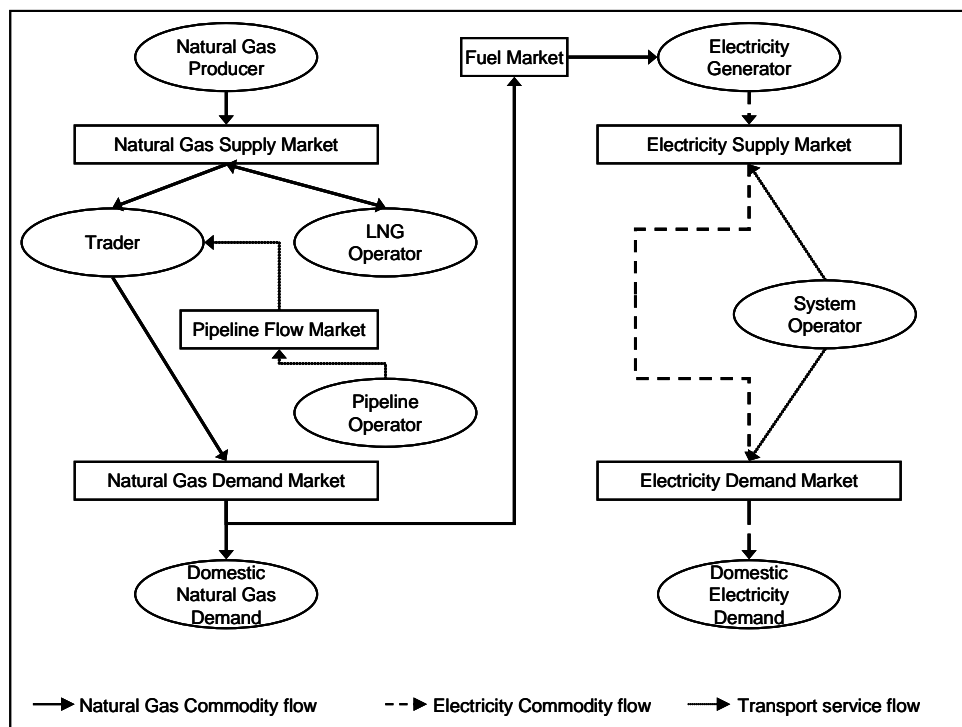 Natural Gas
Producer
Fuel Market
Electricity
Generator
Natural Gas Supply Market
Electricity Supply Market
Trader
LNG
Operator
Pipeline Flow Market
System
Operator
Pipeline
Operator
Natural Gas Demand Market
Electricity Demand Market
Domestic
Natural Gas
Demand
Domestic
Electricity
Demand
Natural Gas Commodity flow
Electricity Commodity flow
Transport service flow